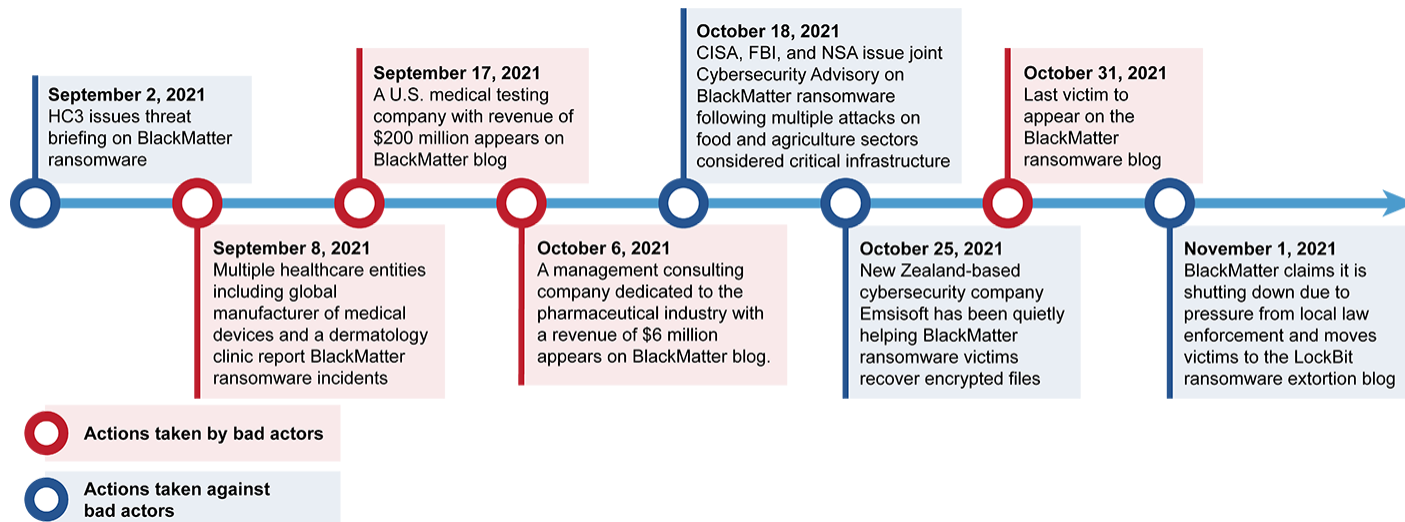 September 2, 2021
HC3 issues threat
briefing on BlackMatter
ransomware
September 8, 2021
Multiple healthcare entities
including global
manufacturer of medical
devices and a dermatology
clinic report BlackMatter
ransomware incidents
September 17, 2021
A U.S. medical testing
company with revenue of
$200 million appears on
BlackMatter blog
October 6, 2021
A management consulting
company dedicated to the
pharmaceutical industry with
a revenue of $6 million
appears on BlackMatter blog.
October 18, 2021
CISA, FBI, and NSA issue joint
Cybersecurity Advisory on
BlackMatter ransomware
following multiple attacks on
food and agriculture sectors
considered critical infrastructure
October 25, 2021
New Zealand-based
cybersecurity company
Emsisoft has been quietly
helping BlackMatter
ransomware victims
recover encrypted files
October 31, 2021
Last victim to
appear on the
BlackMatter
ransomware blog
November 1, 2021
BlackMatter claims it is
shutting down due to
pressure from local law
enforcement and moves
victims to the LockBit
ransomware extortion blog
Actions taken by bad actors
Actions taken against
bad actors